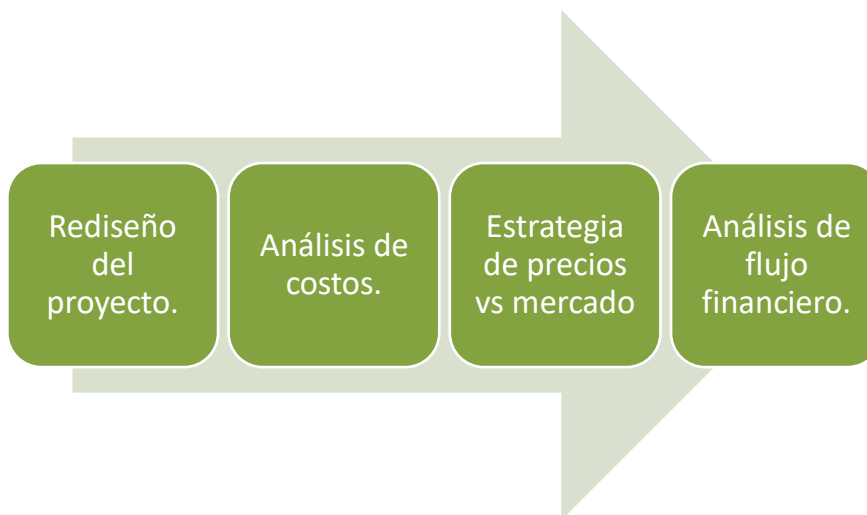 Rediseño
del
proyecto.
Análisis de
costos.
Estrategia
de precios
vs mercado
Análisis de
flujo
financiero.